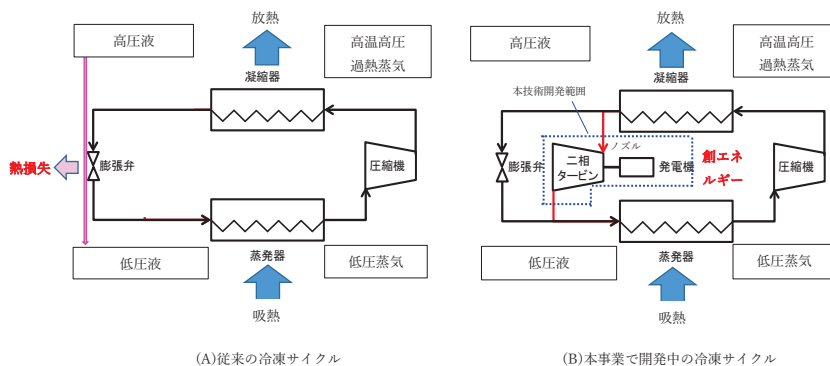 放熱
高圧液
高温高圧
過熱蒸気
凝縮器
熱損失
膨張弁
圧縮機
低圧液
蒸発器
低圧蒸気
吸熱
(A)従来の冷凍サイクル
放熱
高圧液
高温高圧
過熱蒸気
凝縮器
本技術開発範囲
ノズル
膨張弁
二相
タービン
発電機
創エネ
ルギー
圧縮機
低圧液
蒸発器
低圧蒸気
吸熱
(B)本事業で開発中の冷凍サイクル